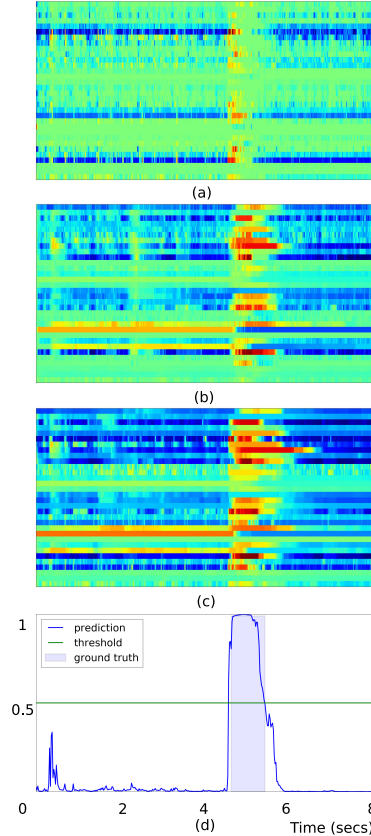 (a)
(b)
(c)
1
prediction
threshold
ground truth
0.5
0 2 4 6 8
(d) Time (secs)